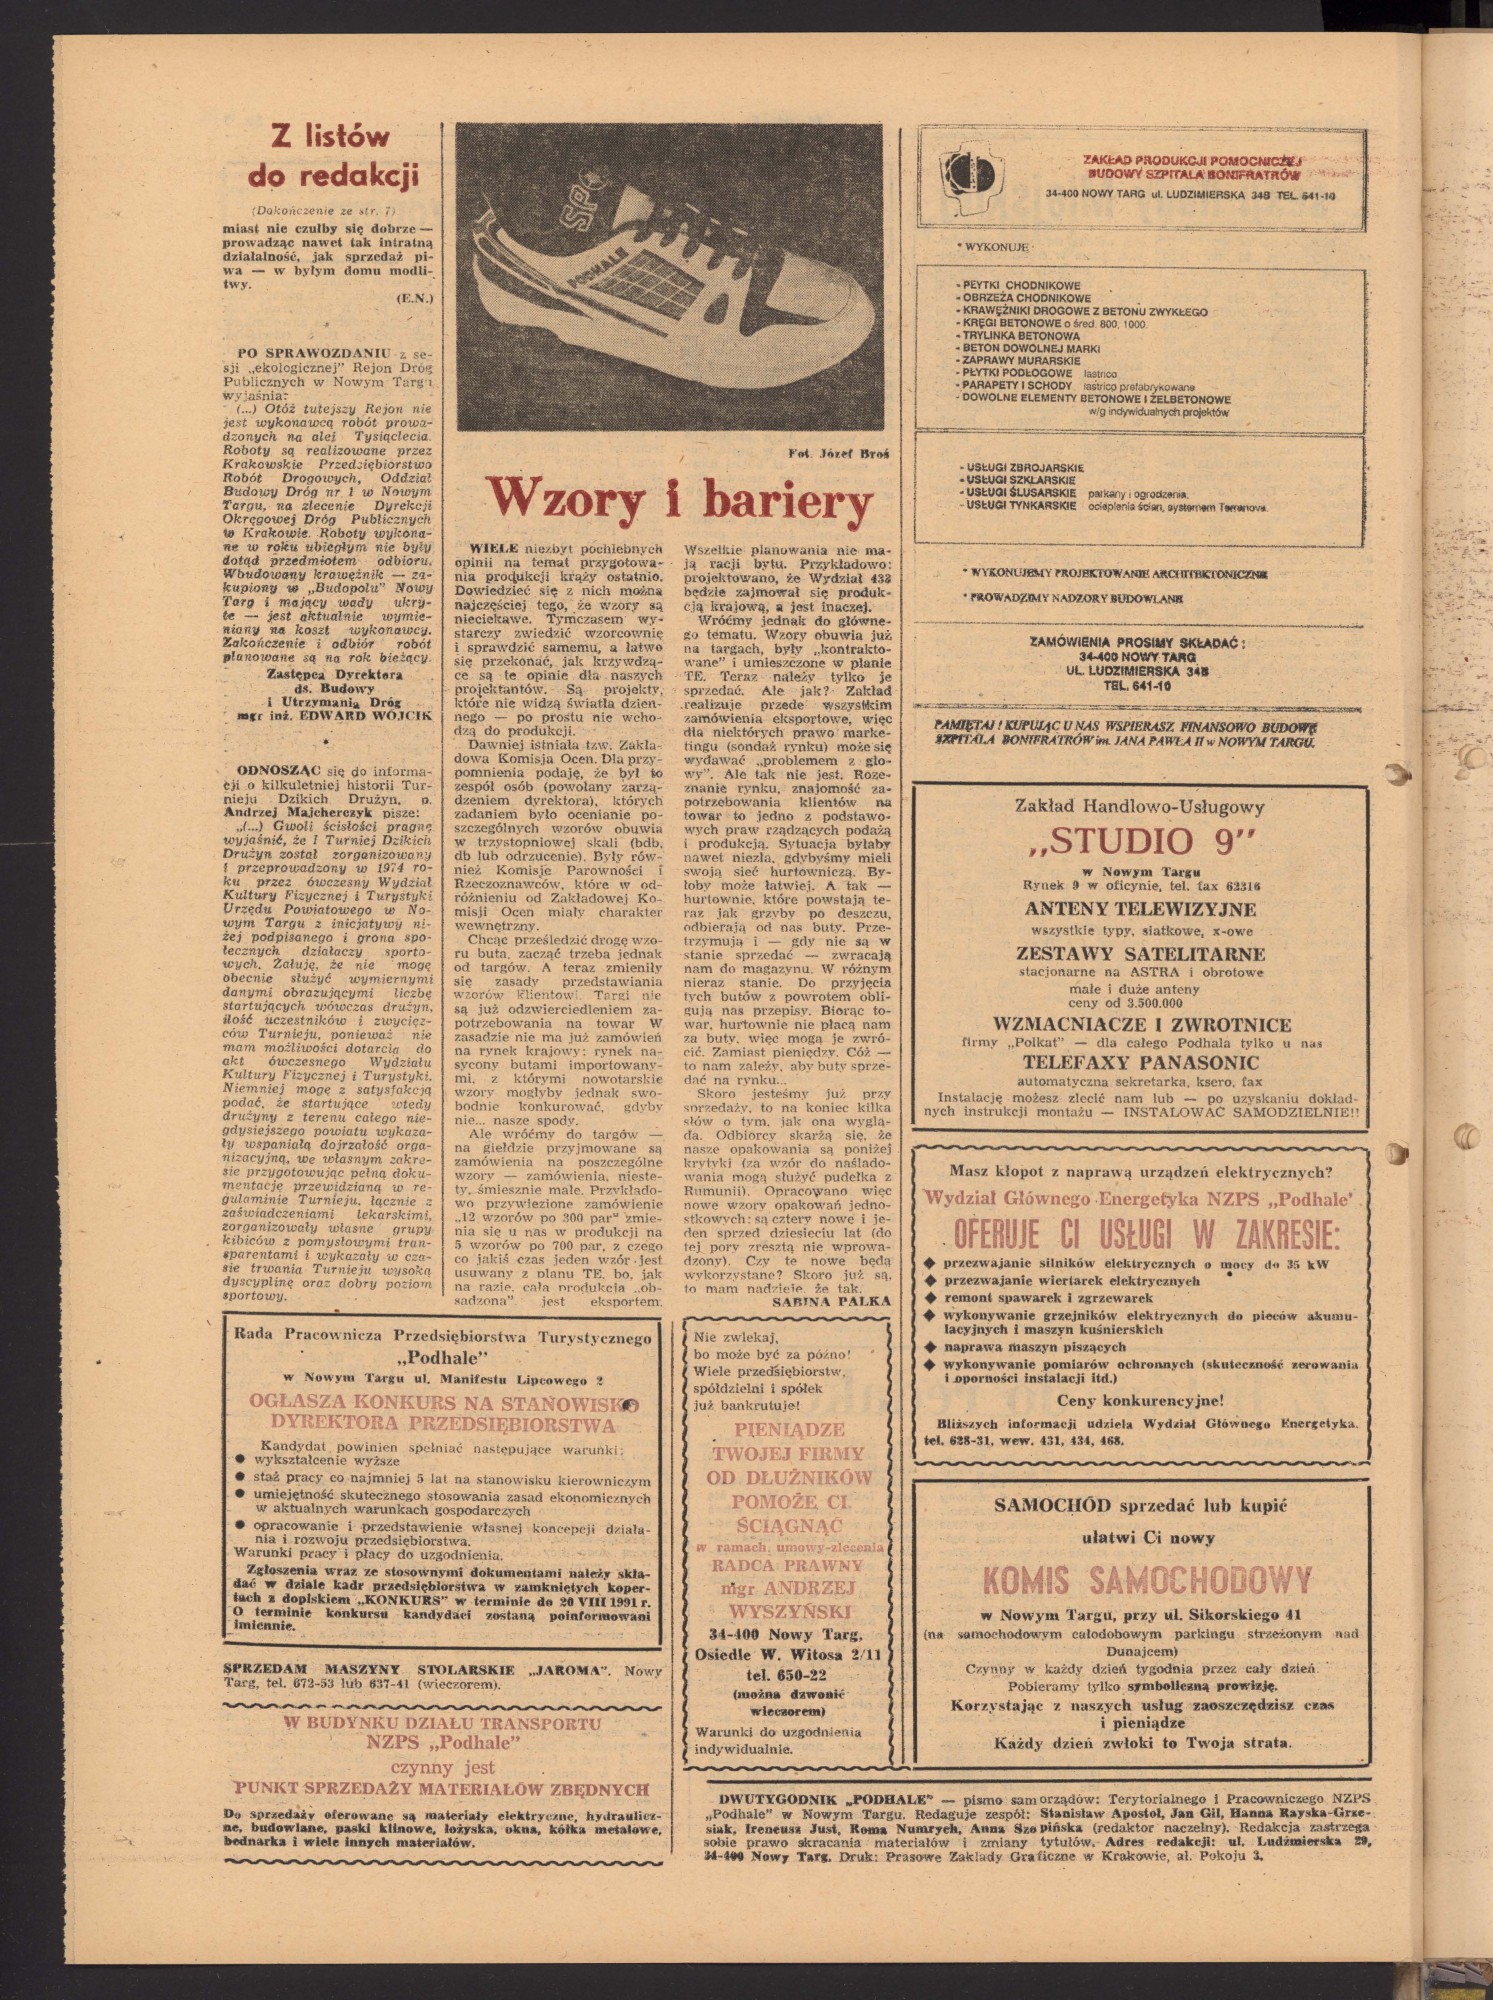 Z listów
do redakcji
(Dokończenie ze str. 7)
miast nie czułby się dobrze —
prowadząc nawet tak intratną
działalność, jak sprzedaż pi-
wa — w byłym domu modli-
twy.
(E.N.)
PO SPRAWOZDANIU z se-
sji „ekologicznej” Rejon Dróg
Publicznych w Nowym Targu
wyjaśnia:
(...) Otóż tutejszy Rejon nie
jest wykonawcą robót prowa-
dzonych na alei Tysiąclecia.
Roboty są realizowane przez
Krakowskie Przedsiębiorstwo
Robót Drogowych, Oddział
Budowy Dróg nr 1 w Nowym
Targu, na zlecenie Dyrekcji
Okręgowej Dróg Publicznych
w Krakowie. Roboty wykona-
ne w roku ubiegłym nie były
dotąd przedmiotem odbioru.
Wbudowany krawężnik — za-
kupiony w „Budopolu” Nowy
Targ i mający wady ukry-
te — jest aktualnie wymie-
niany na koszt wykonawcy.
Zakończenie i odbiór robót
planowane są na rok bieżący.
Zastępca Dyrektora
ds. Budowy
i Utrzymania Dróg
mgr inż. EDWARD WÓJCIK
ODNOSZĄC się do informa-
cji o kilkuletniej historii Tur-
nieju Dzikich Drużyn, p.
Andrzej Majcherczyk pisze:
„(...) Gwoli ścisłości pragnę
wyjaśnić, że I Turniej Dzikich
Drużyn został zorganizowany
i przeprowadzony w 1974 ro-
ku przez ówczesny Wydział
Kultury Fizycznej i Turystyki
Urzędu Powiatowego w No-
wym Targu z inicjatywy ni-
żej podpisanego i grona spo-
łecznych działaczy sporto-
wych. Żałuję, że nie mogę
obecnie służyć wymiernymi
danymi obrazującymi liczbę
startujących wówczas drużyn,
ilość uczestników i zwycięz-
ców Turnieju, ponieważ nie
mam możliwości dotarcia do
akt ówczesnego Wydziału
Kultury Fizycznej i Turystyki.
Niemniej mogę z satysfakcją
podać, że startujące wtedy
drużyny z terenu całego nie-
gdysiejszego powiatu wykaza-
ły wspaniałą dojrzałość orga-
nizacyjną, we własnym zakre-
sie przygotowując pełną doku-
mentację przewidzianą w re-
gulaminie Turnieju, łącznie z
zaświadczeniami lekarskimi,
zorganizowały własne grupy
kibiców z pomysłowymi tran-
sparentami i wykazały w cza-
sie trwania Turnieju wysoką
dyscyplinę oraz dobry poziom
sportowy.
SPO
PODHALE
Fot. Józef Broś
Wzory i bariery
WIELE niezbyt pochlebnych
opinii na temat przygotowa-
nia produkcji krąży ostatnio.
Dowiedzieć się z nich można
najczęściej tego, że wzory są
nieciekawe. Tymczasem wy-
starczy zwiedzić wzorcownię
i sprawdzić samemu, a łatwo
się przekonać, jak krzywdzą-
ce są te opinie dla naszych
projektantów. Są projekty,
które nie widzą światła dzien-
nego — po prostu nie wcho-
dzą do produkcji.
Dawniej istniała tzw. Zakła-
dowa Komisja Ocen. Dla przy-
pomnienia podaję, że był to
zespół osób (powołany zarzą-
dzeniem dyrektora), których
zadaniem było ocenianie po-
szczególnych wzorów obuwia
w trzystopniowej skali (bdb,
db lub odrzucenie). Były rów-
nież Komisje Parowności i
Rzeczoznawców, które w od-
różnieniu od Zakładowej Ko-
misji Ocen miały charakter
wewnętrzny.
Chcąc prześledzić drogę wzo-
ru buta, zacząć trzeba jednak
od targów. A teraz zmieniły
się zasady przedstawiania
wzorów klientowi. Targi nie
są już odzwierciedleniem za-
potrzebowania na towar W
zasadzie nie ma już zamówień
na rynek krajowy: rynek na-
sycony butami importowany-
mi, z którymi nowotarskie
wzory mogłyby jednak swo-
bodnie konkurować, gdyby
nie... nasze spody.
Ale wróćmy do targów —
na giełdzie przyjmowane są
zamówienia na poszczególne
wzory — zamówienia, nieste-
ty, śmiesznie małe. Przykłado-
wo przywiezione zamówienie
„12 wzorów po 300 par” zmie-
nia się u nas w produkcji na
5 wzorów po 700 par, z czego
co jakiś czas jeden wzór jest
usuwany z planu TE, bo, jak
na razie, cała produkcja „ob-
sadzona” jest eksportem.
Wszelkie planowania nie ma-
ją racji bytu. Przykładowo:
projektowano, że Wydział 433
będzie zajmował się produk-
cją krajową, a jest inaczej.
Wróćmy jednak do główne-
go tematu. Wzory obuwia już
na targach, były „kontrakto-
wane” i umieszczone w planie
TE. Teraz należy tylko je
sprzedać. Ale jak? Zakład
realizuje przede wszystkim
zamówienia eksportowe, więc
dla niektórych prawo marke-
tingu (sondaż rynku) może się
wydawać „problemem z gło-
wy”. Ale tak nie jest. Roze-
znanie rynku, znajomość za-
potrzebowania klientów na
towar to jedno z podstawo-
wych praw rządzących podażą
i produkcją. Sytuacja byłaby
nawet niezła, gdybyśmy mieli
swoją sieć hurtowniczą. By-
łoby może łatwiej. A tak —
hurtownie, które powstają te-
raz jak grzyby po deszczu,
odbierają od nas buty. Prze-
trzymują i — gdy nie są w
stanie sprzedać — zwracają
nam do magazynu. W różnym
nieraz stanie. Do przyjęcia
tych butów z powrotem obli-
gują nas przepisy. Biorąc to-
war, hurtownie nie płacą nam
za buty, więc mogą je zwró-
cić. Zamiast pieniędzy. Cóż —
to nam zależy, aby buty sprze-
dać na rynku...
Skoro jesteśmy już przy
sprzedaży, to na koniec kilka
słów o tym, jak ona wyglą-
da. Odbiorcy skarżą się, że
nasze opakowania są poniżej
krytyki (za wzór do naślado-
wania mogą służyć pudełka z
Rumunii). Opracowano więc
nowe wzory opakowań jedno-
stkowych: są cztery nowe i je-
den sprzed dziesięciu lat (do
tej pory zresztą nie wprowa-
dzony). Czy te nowe będą
wykorzystane? Skoro już są,
to mam nadzieję, że tak.
SABINA PALKA
ZAKŁAD PRODUKCJI POMOCNICZEJ
BUDOWY SZPITALA BONIFRATRÓW
34-400 NOWY TARG ul. LUDZIMIERSKA 34B TEL. 641-10
* WYKONUJE
- PŁYTKI CHODNIKOWE
- OBRZEŻA CHODNIKOWE
- KRAWĘŻNIKI DROGOWE Z BETONU ZWYKŁEGO
- KRĘGI BETONOWE o śred. 800, 1000
- TRYLINKA BETONOWA
- BETON DOWOLNEJ MARKI
- ZAPRAWY MURARSKIE
- PŁYTKI PODŁOGOWE lastrico
- PARAPETY I SCHODY lastrico prefabrykowane
- DOWOLNE ELEMENTY BETONOWE I ŻELBETONOWE
w/g indywidualnych projektów
- USŁUGI ZBROJARSKIE
- USŁUGI SZKLARSKIE
- USŁUGI ŚLUSARSKIE parkany i ogrodzenia,
- USŁUGI TYNKARSKIE ocieplenia ścian, systemem Terranova.
* WYKONUJEMY PROJEKTOWANIE ARCHITEKTONICZNE
* PROWADZIMY NADZORY BUDOWLANE
ZAMÓWIENIA PROSIMY SKŁADAĆ :
34-400 NOWY TARG
UL. LUDZIMIERSKA 34B
TEL. 641-10
PAMIĘTAJ ! KUPUJĄC U NAS WSPIERASZ FINANSOWO BUDOWĘ
SZPITALA BONIFRATRÓW im. JANA PAWŁA II w NOWYM TARGU.
Zakład Handlowo-Usługowy
„STUDIO 9”
w Nowym Targu
Rynek 9 w oficynie, tel. fax 62316
ANTENY TELEWIZYJNE
wszystkie typy, siatkowe, x-owe
ZESTAWY SATELITARNE
stacjonarne na ASTRA i obrotowe
małe i duże anteny
ceny od 3.500.000
WZMACNIACZE I ZWROTNICE
firmy „Polkat” — dla całego Podhala tylko u nas
TELEFAXY PANASONIC
automatyczna sekretarka, ksero, fax
Instalację możesz zlecić nam lub — po uzyskaniu dokład-
nych instrukcji montażu — INSTALOWAĆ SAMODZIELNIE!!
Masz kłopot z naprawą urządzeń elektrycznych?
Wydział Głównego Energetyka NZPS „Podhale”
OFERUJE CI USŁUGI W ZAKRESIE:
◆ przezwajanie silników elektrycznych o mocy do 35 kW
◆ przezwajanie wiertarek elektrycznych
◆ remont spawarek i zgrzewarek
◆ wykonywanie grzejników elektrycznych do pieców akumu-
lacyjnych i maszyn kuśnierskich
◆ naprawa maszyn piszących
◆ wykonywanie pomiarów ochronnych (skuteczność zerowania
i oporności instalacji itd.)
Ceny konkurencyjne!
Bliższych informacji udziela Wydział Głównego Energetyka.
tel. 628-31, wew. 431, 434, 468.
SAMOCHÓD sprzedać lub kupić
ułatwi Ci nowy
KOMIS SAMOCHODOWY
w Nowym Targu, przy ul. Sikorskiego 41
(na samochodowym całodobowym parkingu strzeżonym nad
Dunajcem)
Czynny w każdy dzień tygodnia przez cały dzień.
Pobieramy tylko symboliczną prowizję.
Korzystając z naszych usług zaoszczędzisz czas
i pieniądze
Każdy dzień zwłoki to Twoja strata.
Rada Pracownicza Przedsiębiorstwa Turystycznego
„Podhale”
w Nowym Targu ul. Manifestu Lipcowego 2
OGŁASZA KONKURS NA STANOWISKO
DYREKTORA PRZEDSIĘBIORSTWA
Kandydat powinien spełniać następujące warunki:
● wykształcenie wyższe
● staż pracy co najmniej 5 lat na stanowisku kierowniczym
● umiejętność skutecznego stosowania zasad ekonomicznych
w aktualnych warunkach gospodarczych
● opracowanie i przedstawienie własnej koncepcji działa-
nia i rozwoju przedsiębiorstwa.
Warunki pracy i płacy do uzgodnienia.
Zgłoszenia wraz ze stosownymi dokumentami należy skła-
dać w dziale kadr przedsiębiorstwa w zamkniętych koper-
tach z dopiskiem „KONKURS” w terminie do 20 VIII 1991 r.
O terminie konkursu kandydaci zostaną poinformowani
imiennie.
SPRZEDAM MASZYNY STOLARSKIE „JAROMA”. Nowy
Targ, tel. 672-53 lub 637-41 (wieczorem).
W BUDYNKU DZIAŁU TRANSPORTU
NZPS „Podhale”
czynny jest
PUNKT SPRZEDAŻY MATERIAŁÓW ZBĘDNYCH
Do sprzedaży oferowane są materiały elektryczne, hydraulicz-
ne, budowlane, paski klinowe, łożyska, okna, kółka metalowe,
bednarka i wiele innych materiałów.
Nie zwlekaj,
bo może być za późno!
Wiele przedsiębiorstw,
spółdzielni i spółek
już bankrutuje!
PIENIĄDZE
TWOJEJ FIRMY
OD DŁUŻNIKÓW
POMOŻE CI
ŚCIĄGNĄĆ
w ramach umowy-zlecenia
RADCA PRAWNY
mgr ANDRZEJ
WYSZYŃSKI
34-400 Nowy Targ,
Osiedle W. Witosa 2/11
tel. 650-22
(można dzwonić
wieczorem)
Warunki do uzgodnienia
indywidualnie.
DWUTYGODNIK „PODHALE” — pismo samorządów: Terytorialnego i Pracowniczego NZPS
„Podhale” w Nowym Targu. Redaguje zespół: Stanisław Apostoł, Jan Gil, Hanna Rayska-Grze-
siak, Ireneusz Just, Roma Numrych, Anna Szopińska (redaktor naczelny). Redakcja zastrzega
sobie prawo skracania materiałów i zmiany tytułów. Adres redakcji: ul. Ludźmierska 29,
34-400 Nowy Targ. Druk: Prasowe Zakłady Graficzne w Krakowie, al. Pokoju 3.